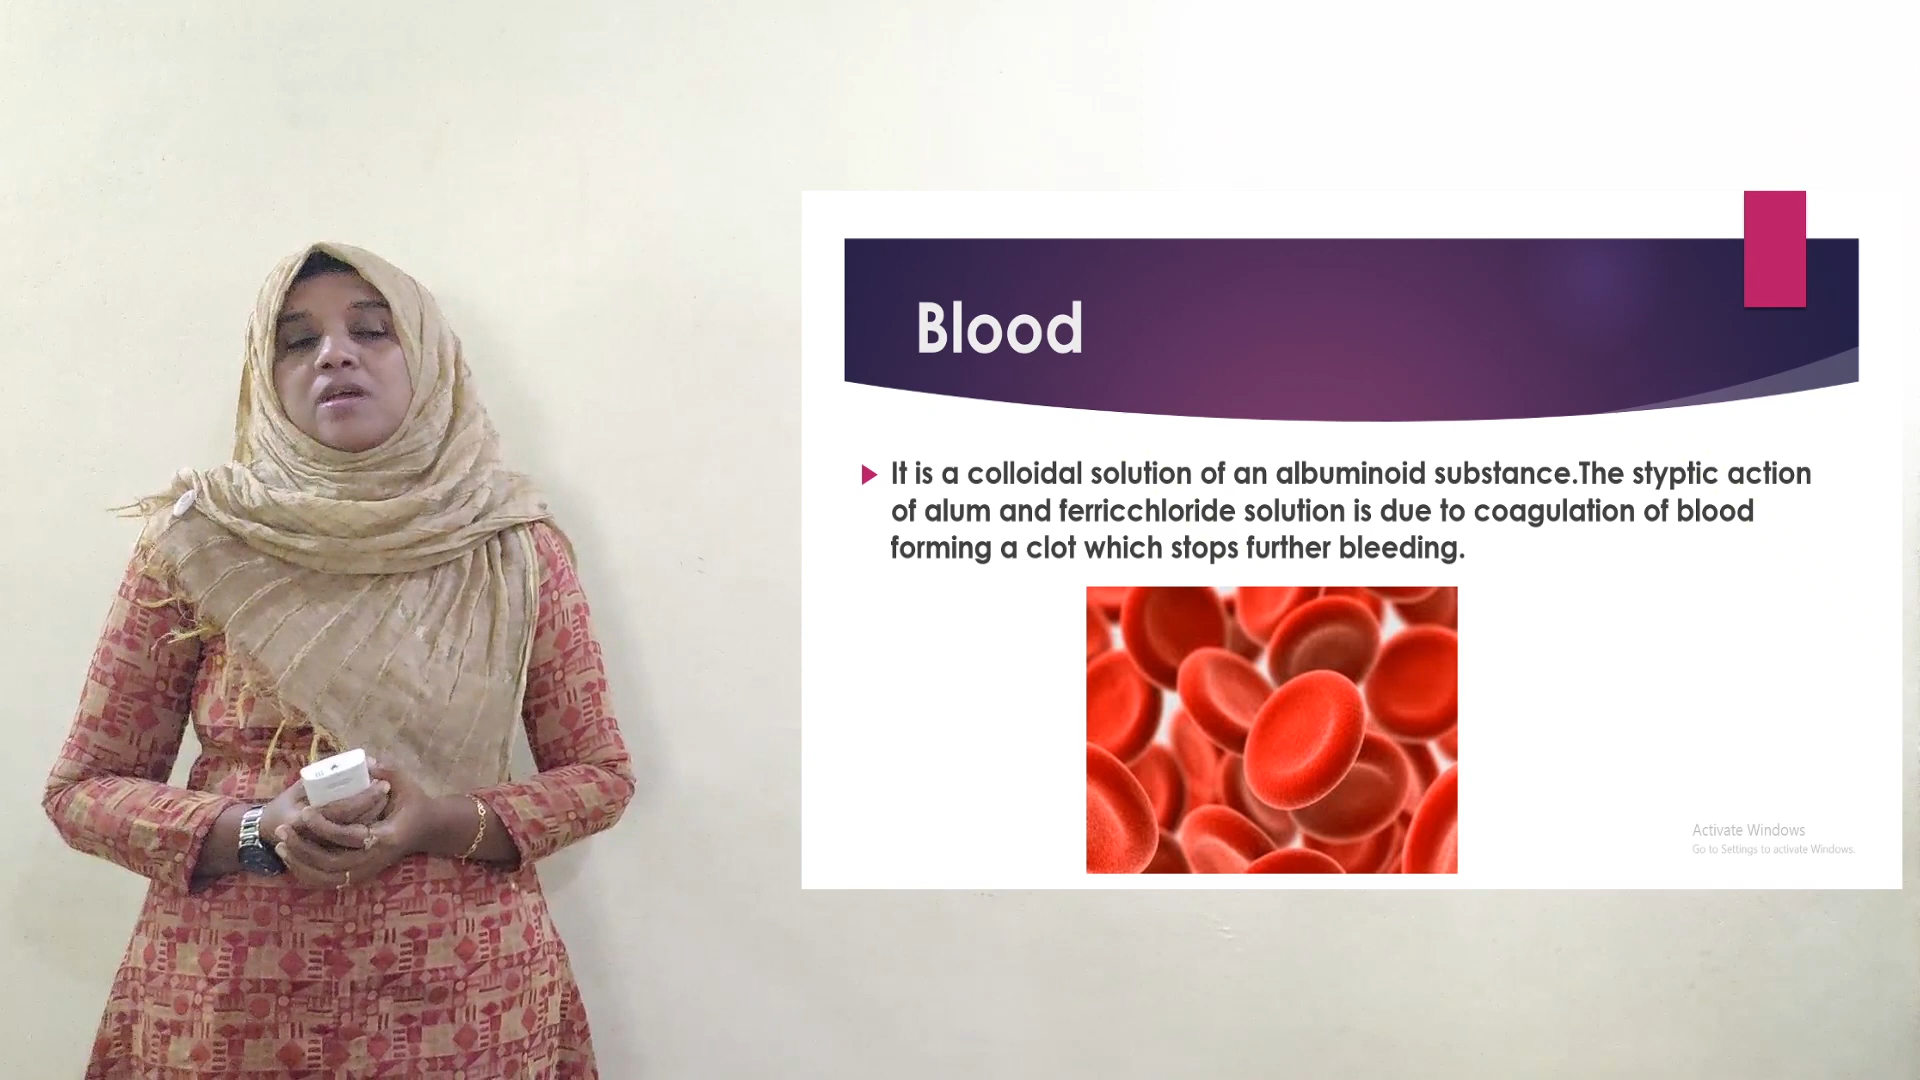 Blood
It is a colloidal solution of an albuminoid substance.The styptic action
of alum and ferricchloride solution is due to coagulation of blood
forming a clot which stops further bleeding.
Activate Windows
Go to Settings to activate Windows.